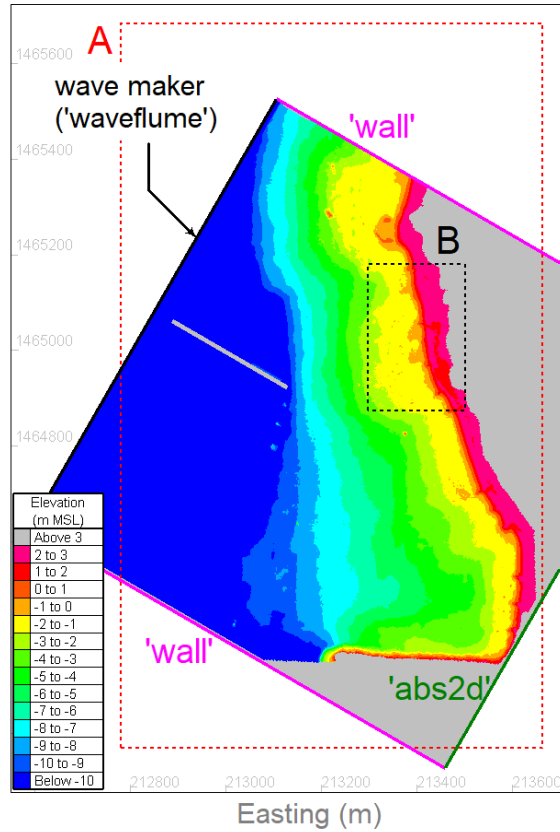 A
1465600
wave maker
('waveflume')
'wall'
1465400
1465200
B
1465000
1464800
Elevation
(m MSL)
Above 3
2 to 3
1 to 2
0 to 1
-1 to 0
-2 to -1
-3 to -2
-4 to -3
-5 to -4
-6 to -5
-7 to -6
-8 to -7
-9 to -8
-10 to -9
Below -10
'wall'
'abs2d'
212800
213000
213200
213400
Easting (m)